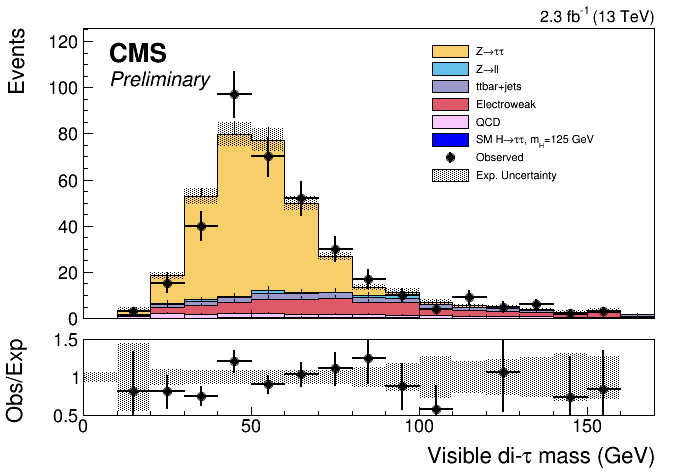 2.3 fb⁻¹ (13 TeV)
Events
CMS
Preliminary
Z→ττ
Z→ll
ttbar+jets
Electroweak
QCD
SM H→ττ, m_H=125 GeV
Observed
Exp. Uncertainty
120
100
80
60
40
20
0
Obs/Exp
1.5
1
0.5
0 50 100 150
Visible di-τ mass (GeV)